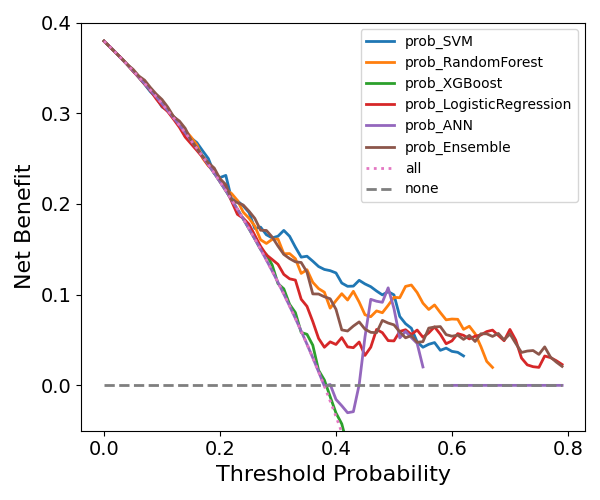 0.4
0.3
0.2
0.1
0.0
Net Benefit
0.0
0.2
0.4
0.6
0.8
Threshold Probability
prob_SVM
prob_RandomForest
prob_XGBoost
prob_LogisticRegression
prob_ANN
prob_Ensemble
all
none